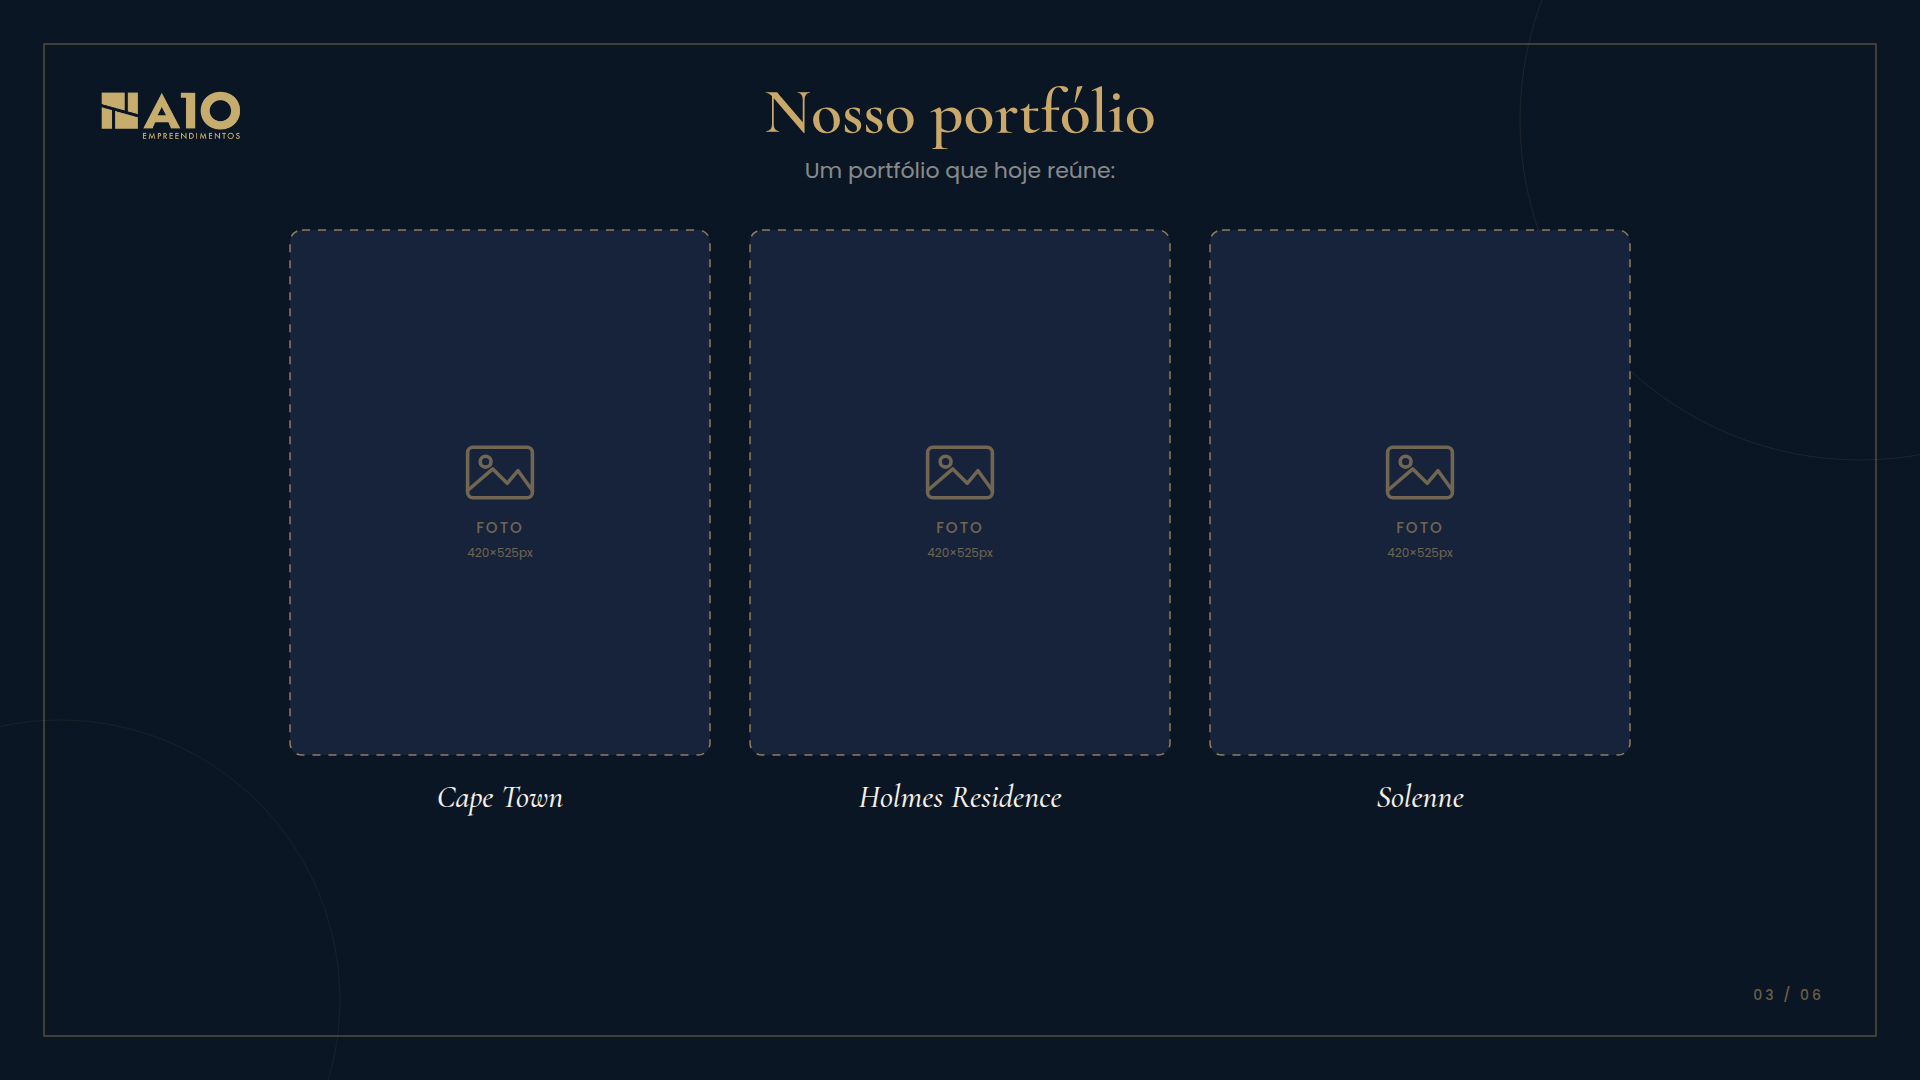 A10
EMPREENDIMENTOS
Nosso portfólio
Um portfólio que hoje reúne:
FOTO
420×525px
FOTO
420×525px
FOTO
420×525px
Cape Town
Holmes Residence
Solenne
03 / 06